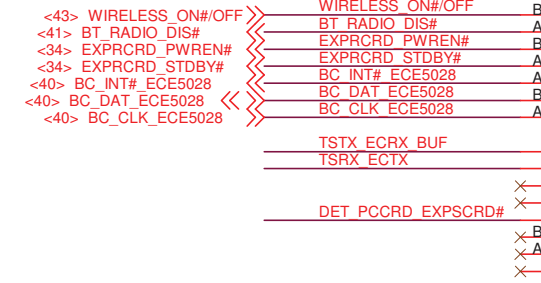 WIRELESS_ON#/OFF B
<43> WIRELESS_ON#/OFF
BT_RADIO_DIS# A
<41> BT_RADIO_DIS#
EXPRCRD_PWREN# B
<34> EXPRCRD_PWREN#
EXPRCRD_STDBY# A
<34> EXPRCRD_STDBY#
BC_INT#_ECE5028 A
<40> BC_INT#_ECE5028
BC_DAT_ECE5028 B
<40> BC_DAT_ECE5028
BC_CLK_ECE5028 A
<40> BC_CLK_ECE5028
TSTX_ECRX_BUF
TSRX_ECTX
DET_PCCRD_EXPSCRD#
B
A